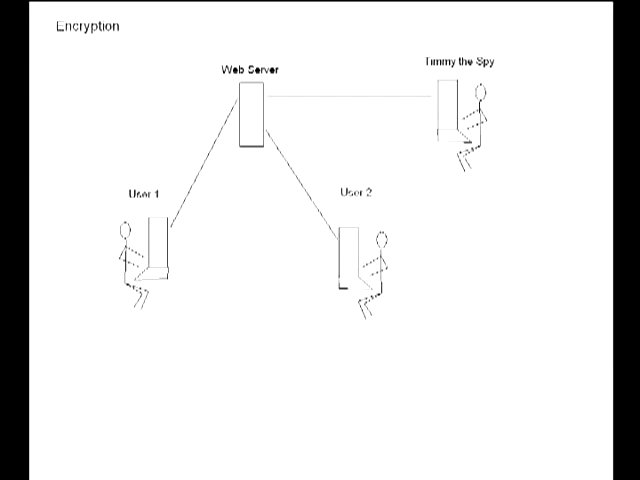 Encryption
Timmy the Spy
Web Server
User 1
User 2